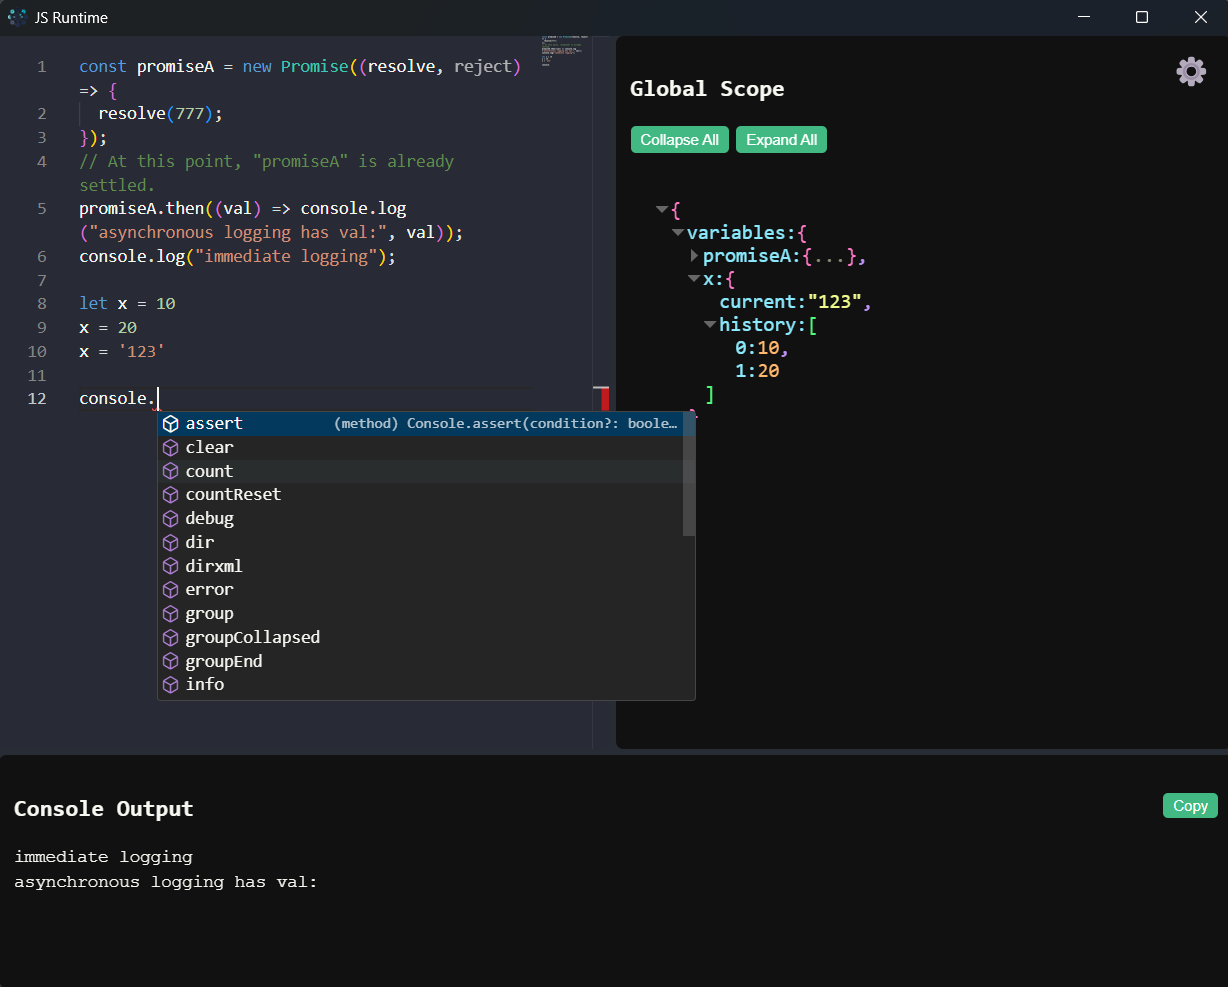 JS Runtime
1 const promiseA = new Promise((resolve, reject)
=> {
2 resolve(777);
3 });
4 // At this point, "promiseA" is already
settled.
5 promiseA.then((val) => console.log
("asynchronous logging has val:", val));
6 console.log("immediate logging");
7
8 let x = 10
9 x = 20
10 x = '123'
11
12 console.
assert (method) Console.assert(condition?: boole…
clear
count
countReset
debug
dir
dirxml
error
group
groupCollapsed
groupEnd
info
Global Scope
Collapse All Expand All
{
variables:{
promiseA:{...},
x:{
current:"123",
history:[
0:10,
1:20
]
Console Output
Copy
immediate logging
asynchronous logging has val: